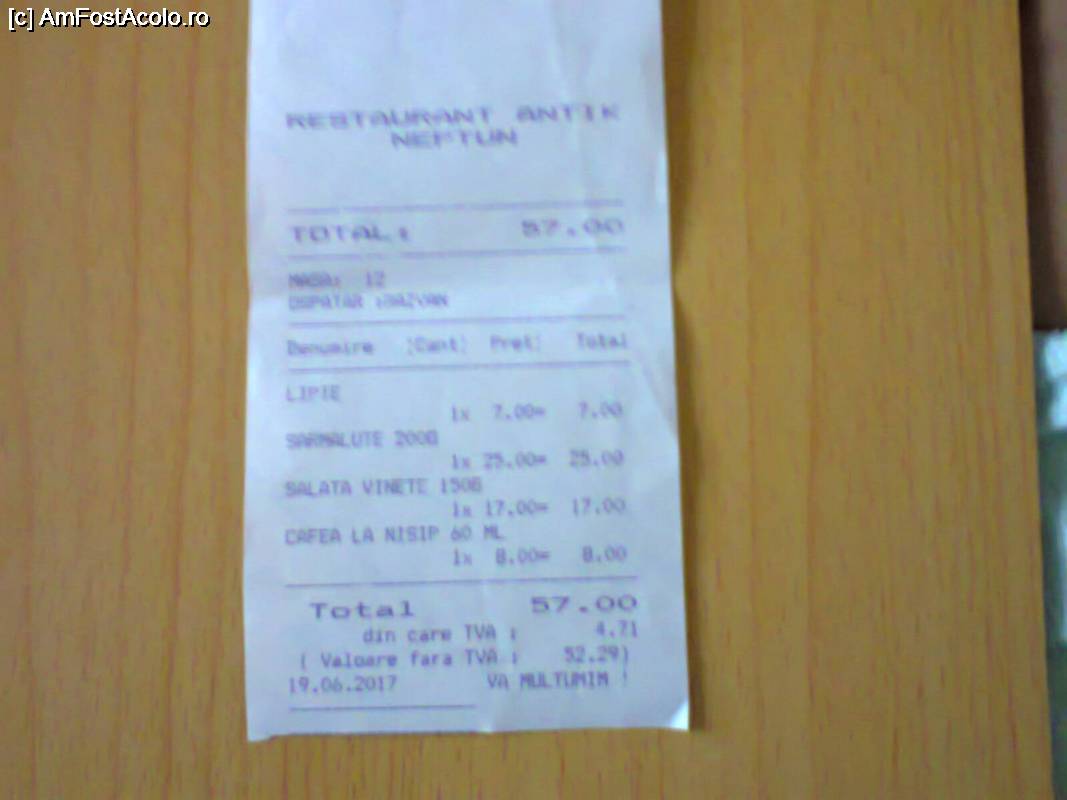 [c] AmFostAcolo.ro
RESTAURANT ANTIK
NEPTUN
TOTAL: 57.00
MASA: 12
OSPATAR :RAZVAN
Denumire |Cant| Pret| Total
LIPIE
1x 7.00= 7.00
SARMALUTE 200G
1x 25.00= 25.00
SALATA VINETE 150G
1x 17.00= 17.00
CAFEA LA NISIP 60 ML
1x 8.00= 8.00
Total 57.00
din care TVA : 4.71
( Valoare fara TVA : 52.29)
19.06.2017 VA MULTUMIM !